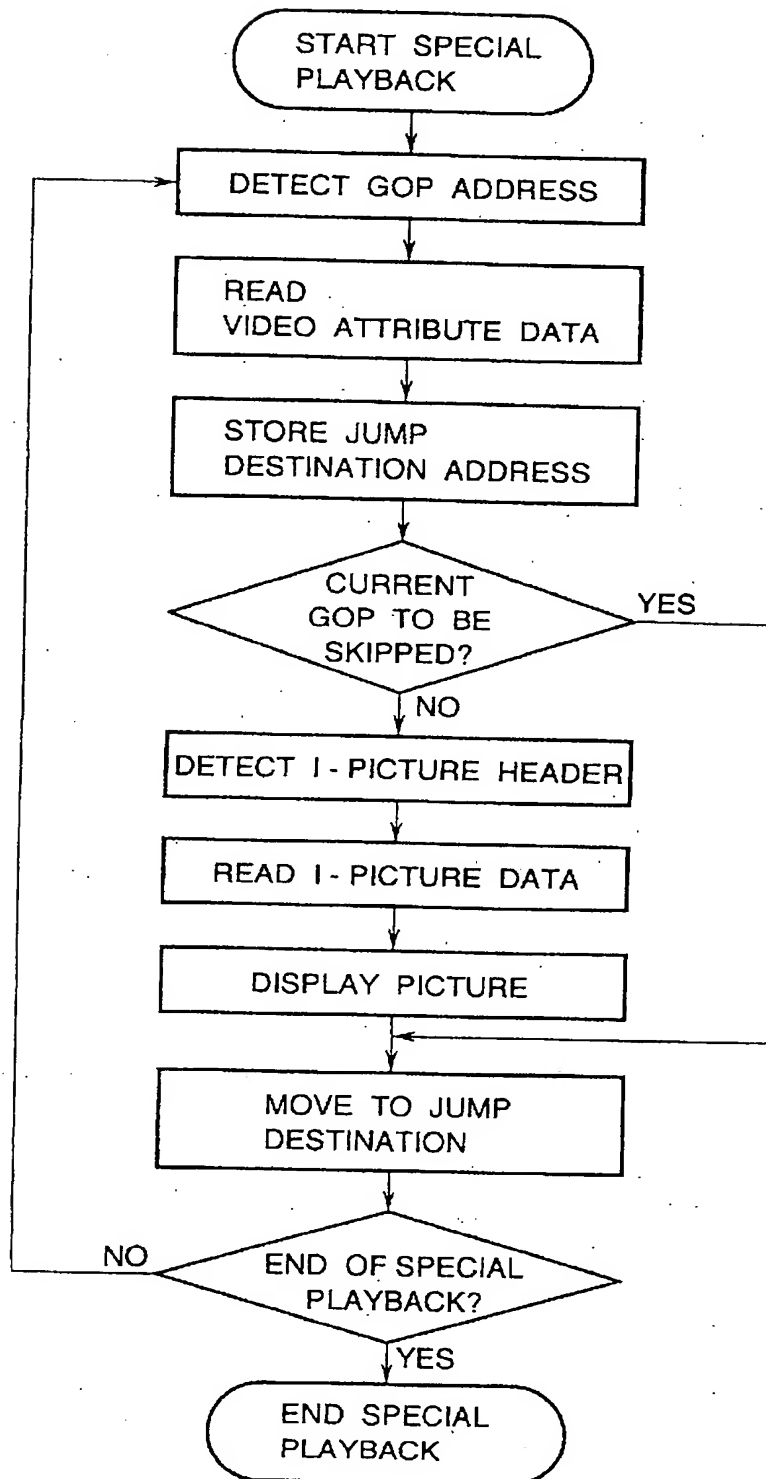 START SPECIAL
PLAYBACK
DETECT GOP ADDRESS
READ
VIDEO ATTRIBUTE DATA
STORE JUMP
DESTINATION ADDRESS
CURRENT
GOP TO BE
SKIPPED?
YES
NO
DETECT I - PICTURE HEADER
READ I - PICTURE DATA
DISPLAY PICTURE
MOVE TO JUMP
DESTINATION
NO
END OF SPECIAL
PLAYBACK?
YES
END SPECIAL
PLAYBACK